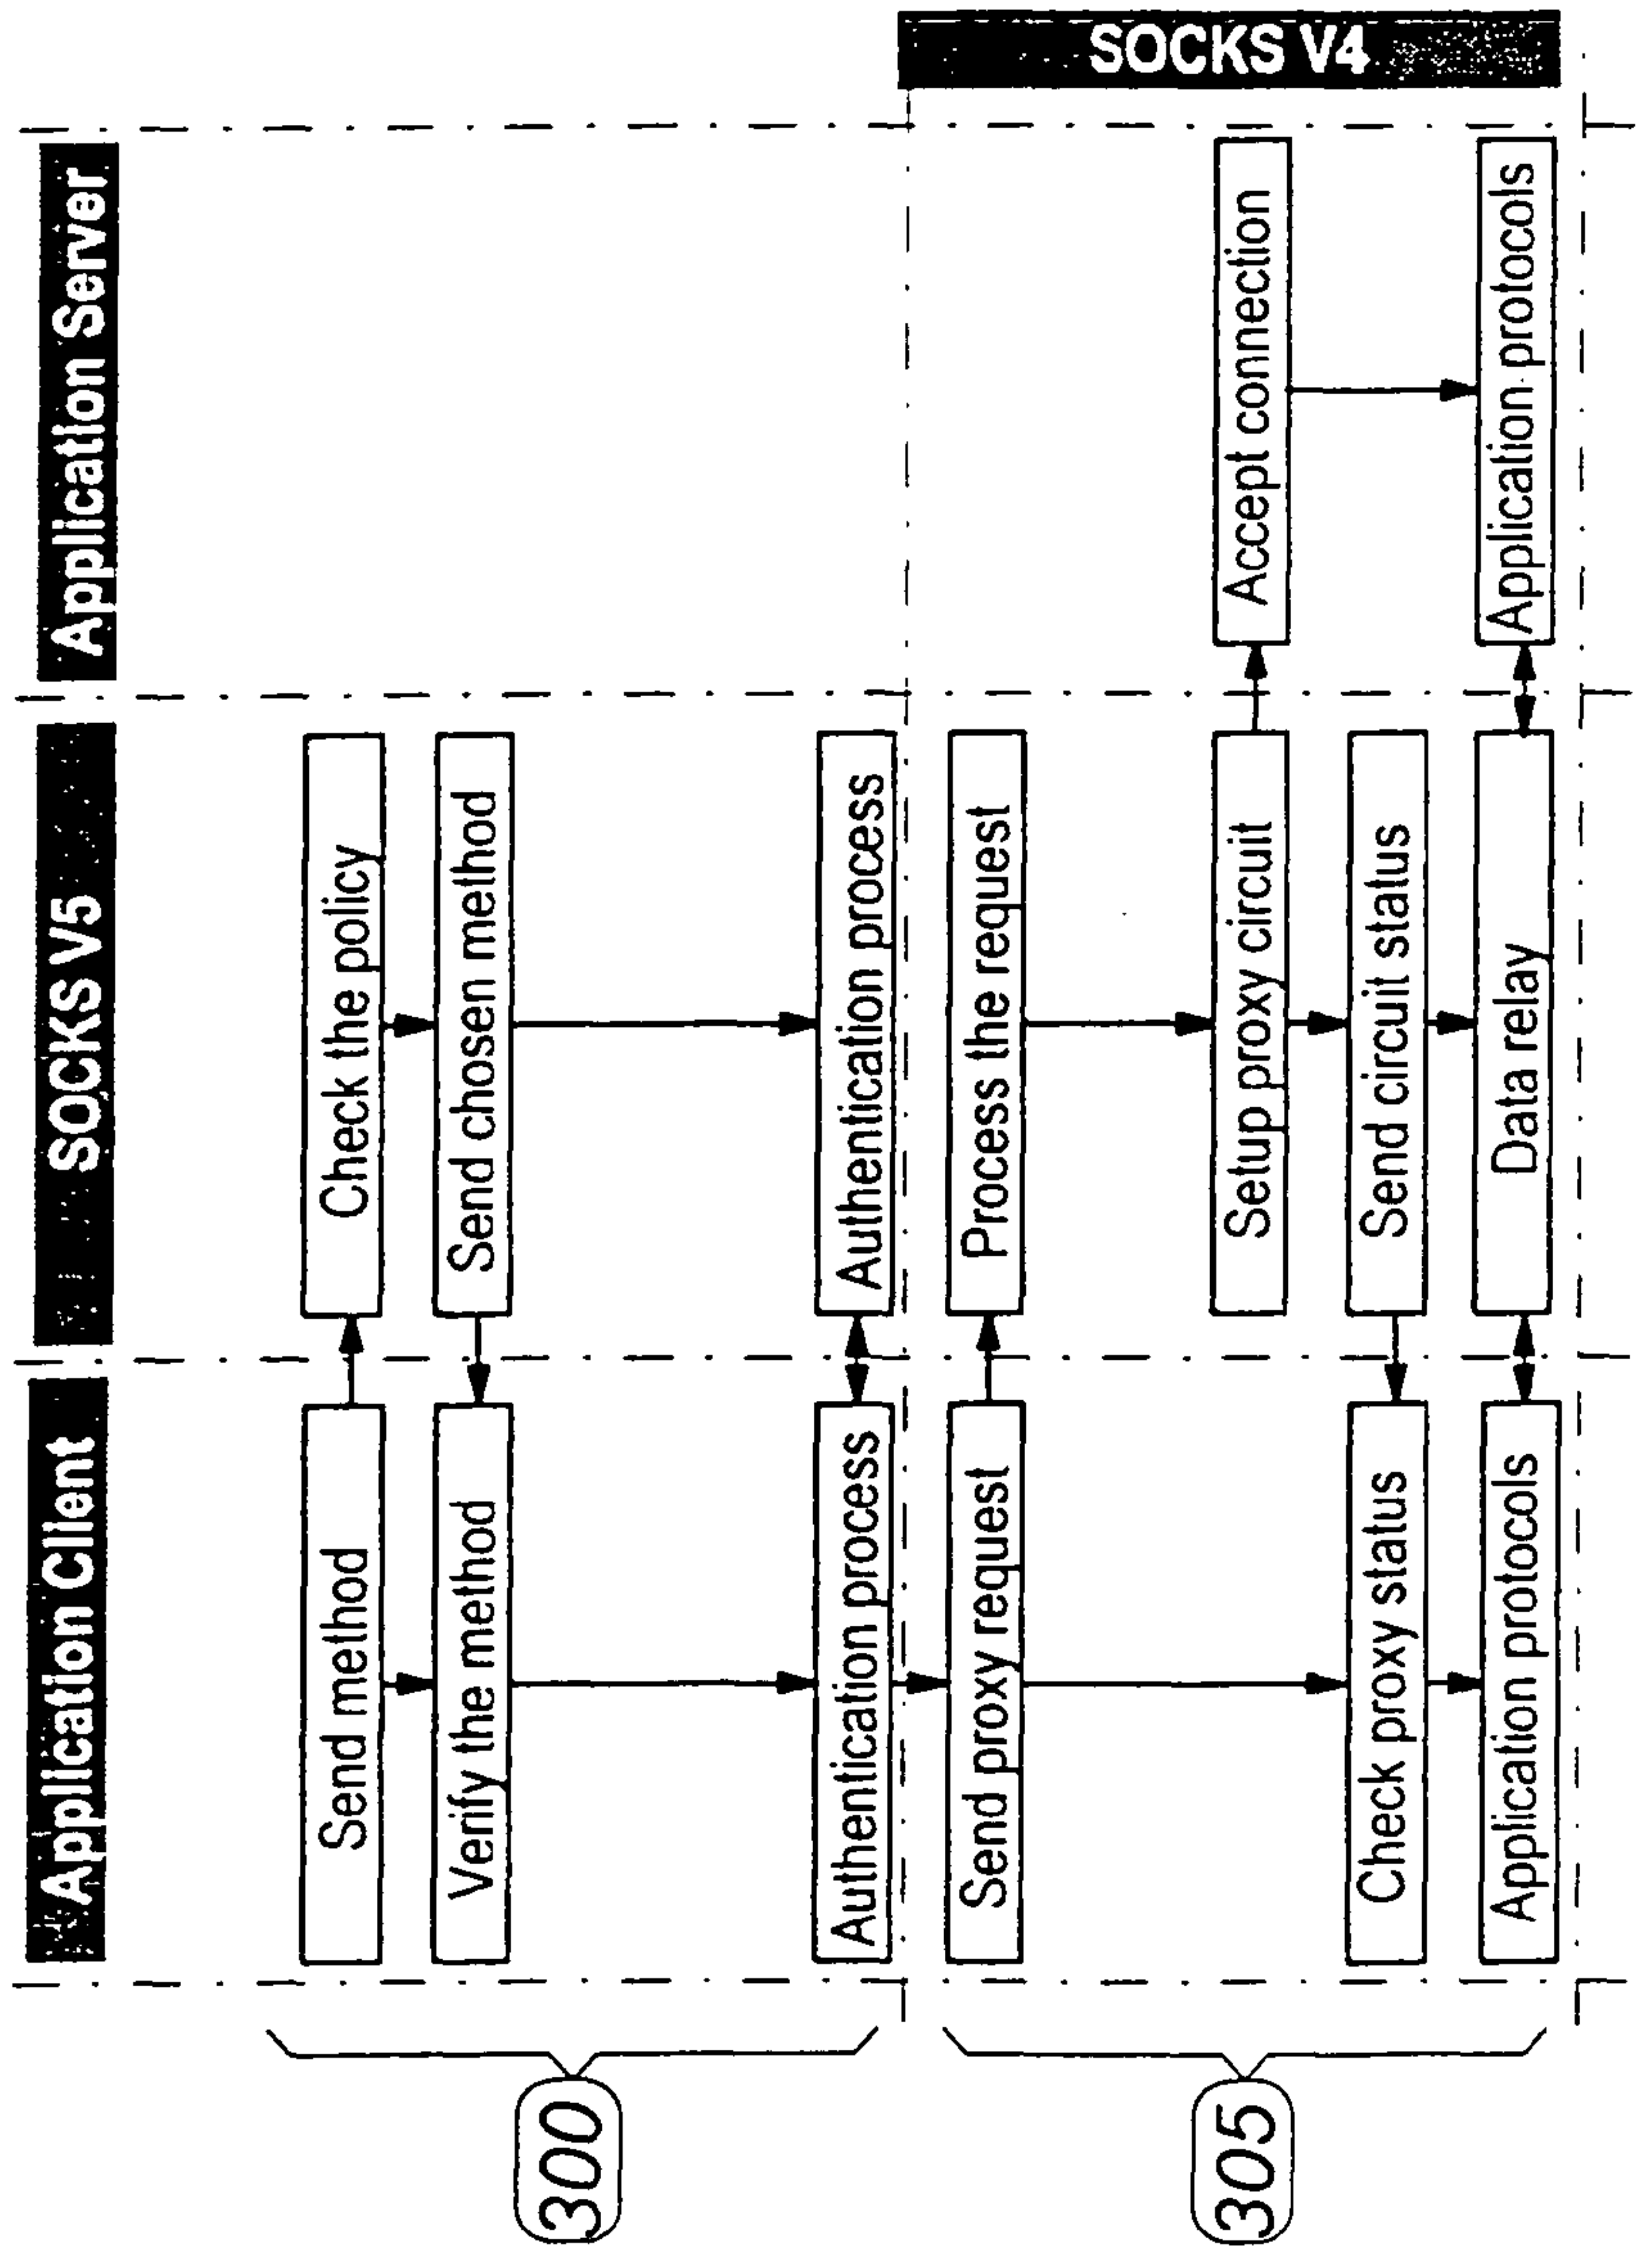 Application Client
SOCKS V5
Application Server
Send method
Check the policy
Verify the method
Send chosen method
300
Authentication process
Authentication process
Send proxy request
Process the request
SOCKS V4
305
Setup proxy circuit
Accept connection
Check proxy status
Send circuit status
Application protocols
Data relay
Application protocols